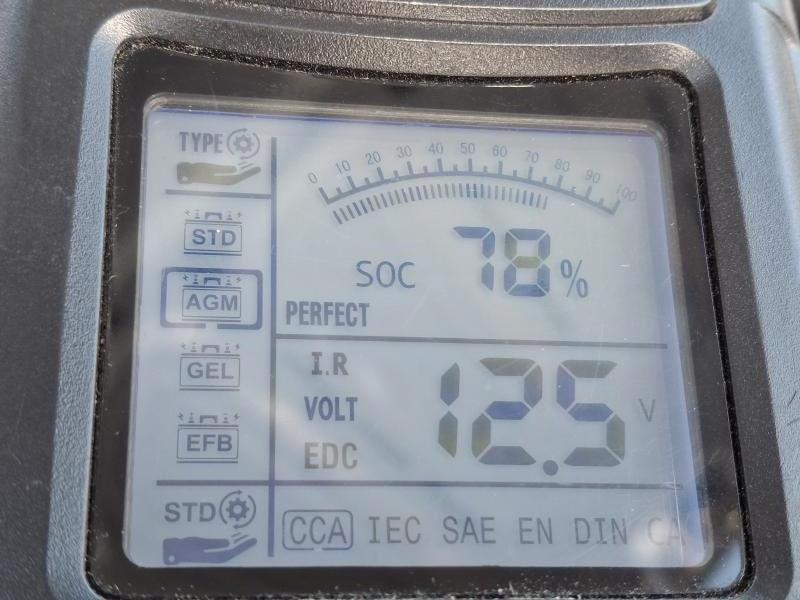 TYPE
0 10 20 30 40 50 60 70 80 90 100
STD
SOC 78%
AGM
PERFECT
I.R
GEL
VOLT 12.5 V
EFB
EDC
STD
CCA IEC SAE EN DIN CA